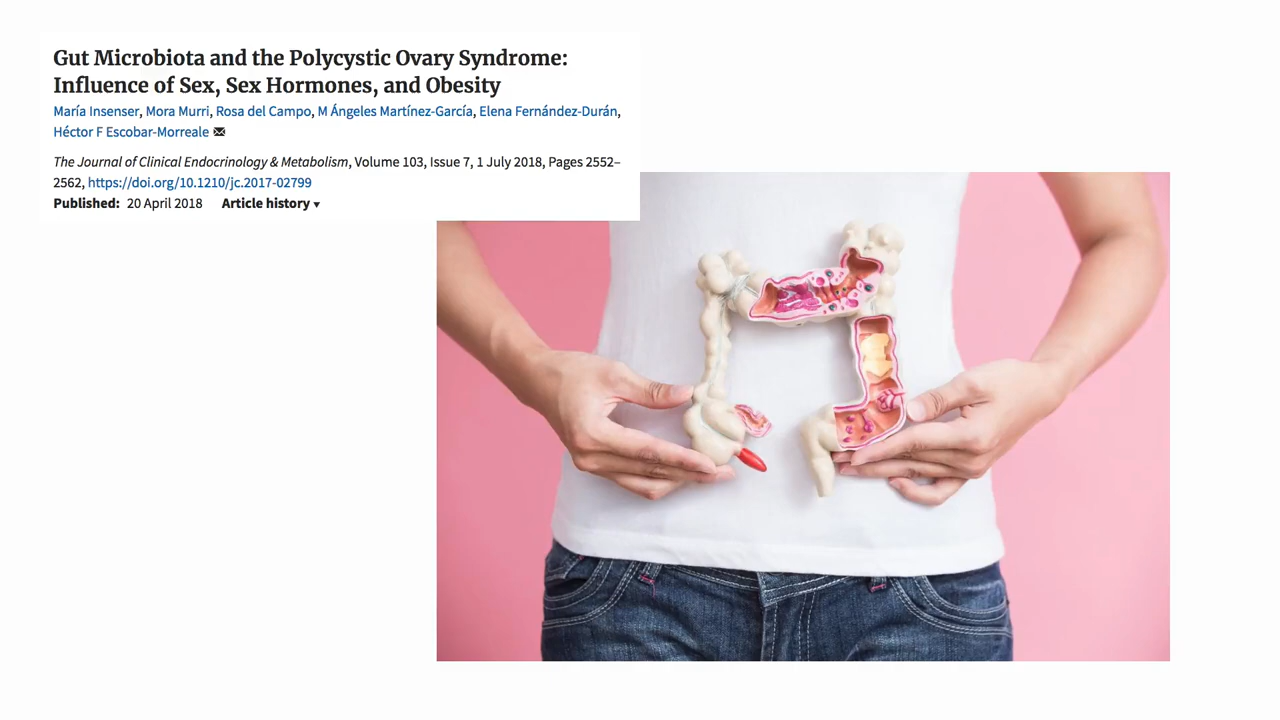 Gut Microbiota and the Polycystic Ovary Syndrome:
Influence of Sex, Sex Hormones, and Obesity
María Insenser, Mora Murri, Rosa del Campo, M Ángeles Martínez-García, Elena Fernández-Durán,
Héctor F Escobar-Morreale
The Journal of Clinical Endocrinology & Metabolism, Volume 103, Issue 7, 1 July 2018, Pages 2552–
2562, https://doi.org/10.1210/jc.2017-02799
Published: 20 April 2018 Article history